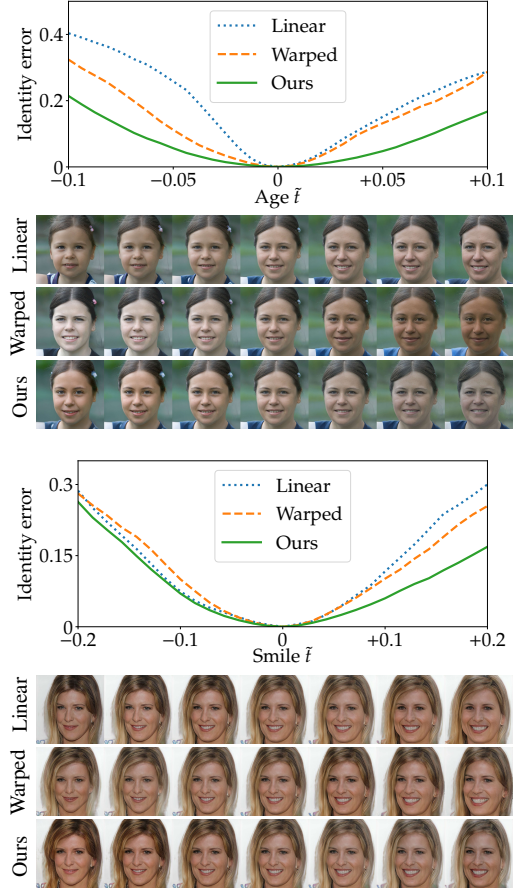 Identity error
0.4
0.2
0
Linear
Warped
Ours
−0.1
−0.05
0
+0.05
+0.1
Age t̃
Linear
Warped
Ours
Identity error
0.3
0.15
0
Linear
Warped
Ours
−0.2
−0.1
0
+0.1
+0.2
Smile t̃
Linear
Warped
Ours